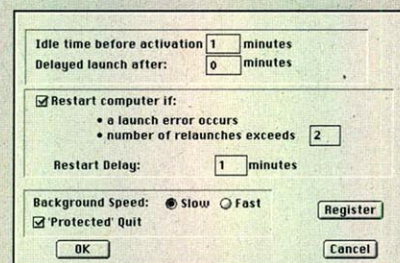 Idle time before activation 1 minutes
Delayed launch after: 0 minutes
Restart computer if:
• a launch error occurs
• number of relaunches exceeds 2
Restart Delay: 1 minutes
Background Speed: Slow Fast
'Protected' Quit
Register
OK Cancel